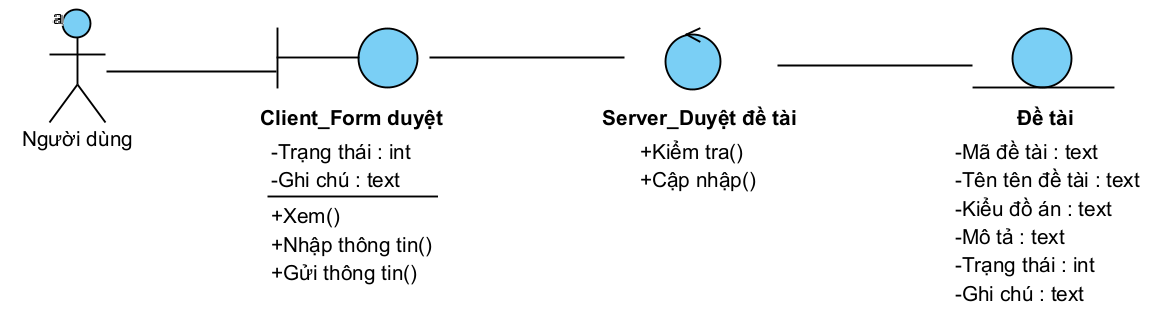 a
Người dùng
Client_Form duyệt
-Trạng thái : int
-Ghi chú : text
+Xem()
+Nhập thông tin()
+Gửi thông tin()
Server_Duyệt đề tài
+Kiểm tra()
+Cập nhập()
Đề tài
-Mã đề tài : text
-Tên tên đề tài : text
-Kiểu đồ án : text
-Mô tả : text
-Trạng thái : int
-Ghi chú : text